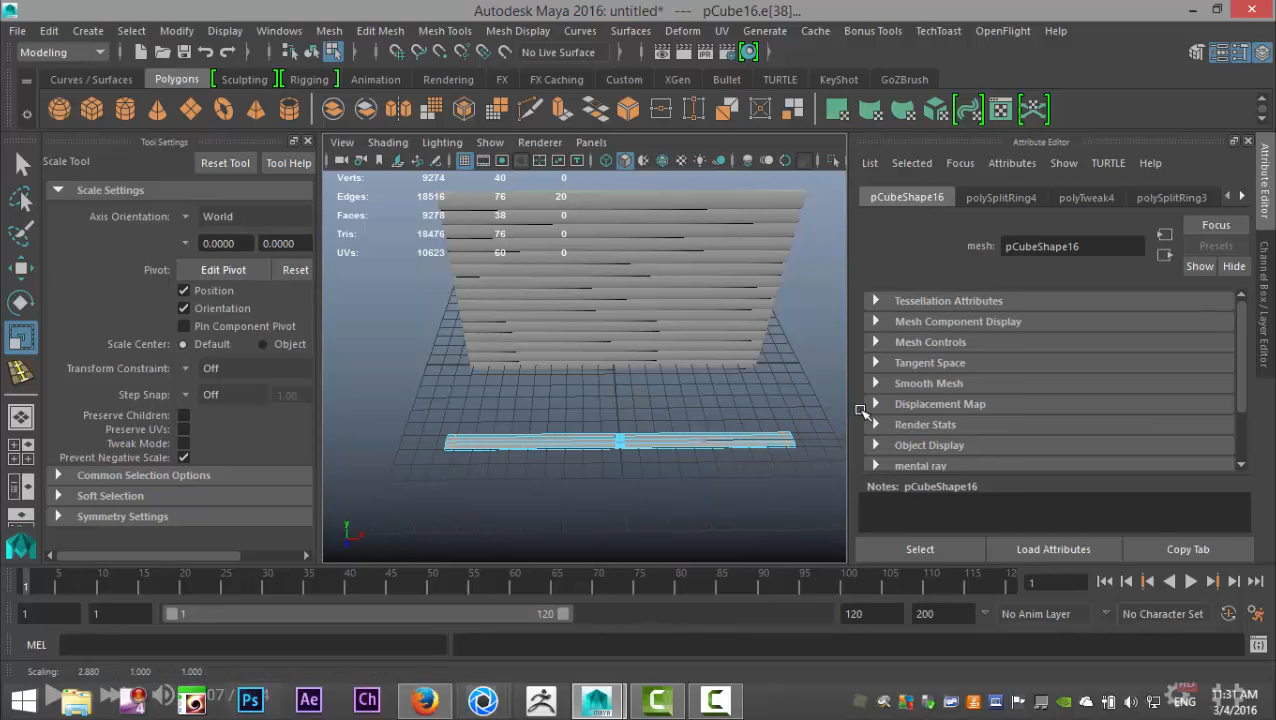 Autodesk Maya 2016: untitled* --- pCube16.e[38]...
File Edit Create Select Modify Display Windows Mesh Edit Mesh Mesh Tools Mesh Display Curves Surfaces Deform UV Generate Cache Bonus Tools TechToast OpenFlight Help
Modeling No Live Surface
Curves / Surfaces Polygons Sculpting Rigging Animation Rendering FX FX Caching Custom XGen Bullet TURTLE KeyShot GoZBrush
Tool Settings
Scale Tool Reset Tool Tool Help
Scale Settings
Axis Orientation: World
0.0000 0.0000
Pivot: Edit Pivot Reset
Position
Orientation
Pin Component Pivot
Scale Center: Default Object
Transform Constraint: Off
Step Snap: Off 1.00
Preserve Children:
Preserve UVs:
Tweak Mode:
Prevent Negative Scale:
Common Selection Options
Soft Selection
Symmetry Settings
View Shading Lighting Show Renderer Panels
Verts: 9274 40 0
Edges: 18516 76 20
Faces: 9278 38 0
Tris: 18476 76 0
UVs: 10623 60 0
y
x
Attribute Editor
List Selected Focus Attributes Show TURTLE Help
pCubeShape16 polySplitRing4 polyTweak4 polySplitRing3
Focus
mesh: pCubeShape16 Presets
Show Hide
Tessellation Attributes
Mesh Component Display
Mesh Controls
Tangent Space
Smooth Mesh
Displacement Map
Render Stats
Object Display
mental ray
Notes: pCubeShape16
Select Load Attributes Copy Tab
Attribute Editor
Channel Box / Layer Editor
1 5 10 15 20 25 30 35 40 45 50 55 60 65 70 75 80 85 90 95 100 105 110 115 12 1
1 1 1 120 120 200 No Anim Layer No Character Set
MEL
Scaling: 2.880 1.000 1.000
Ps Ae Ch MAYA C C ENG 11:31 AM
3/4/2016